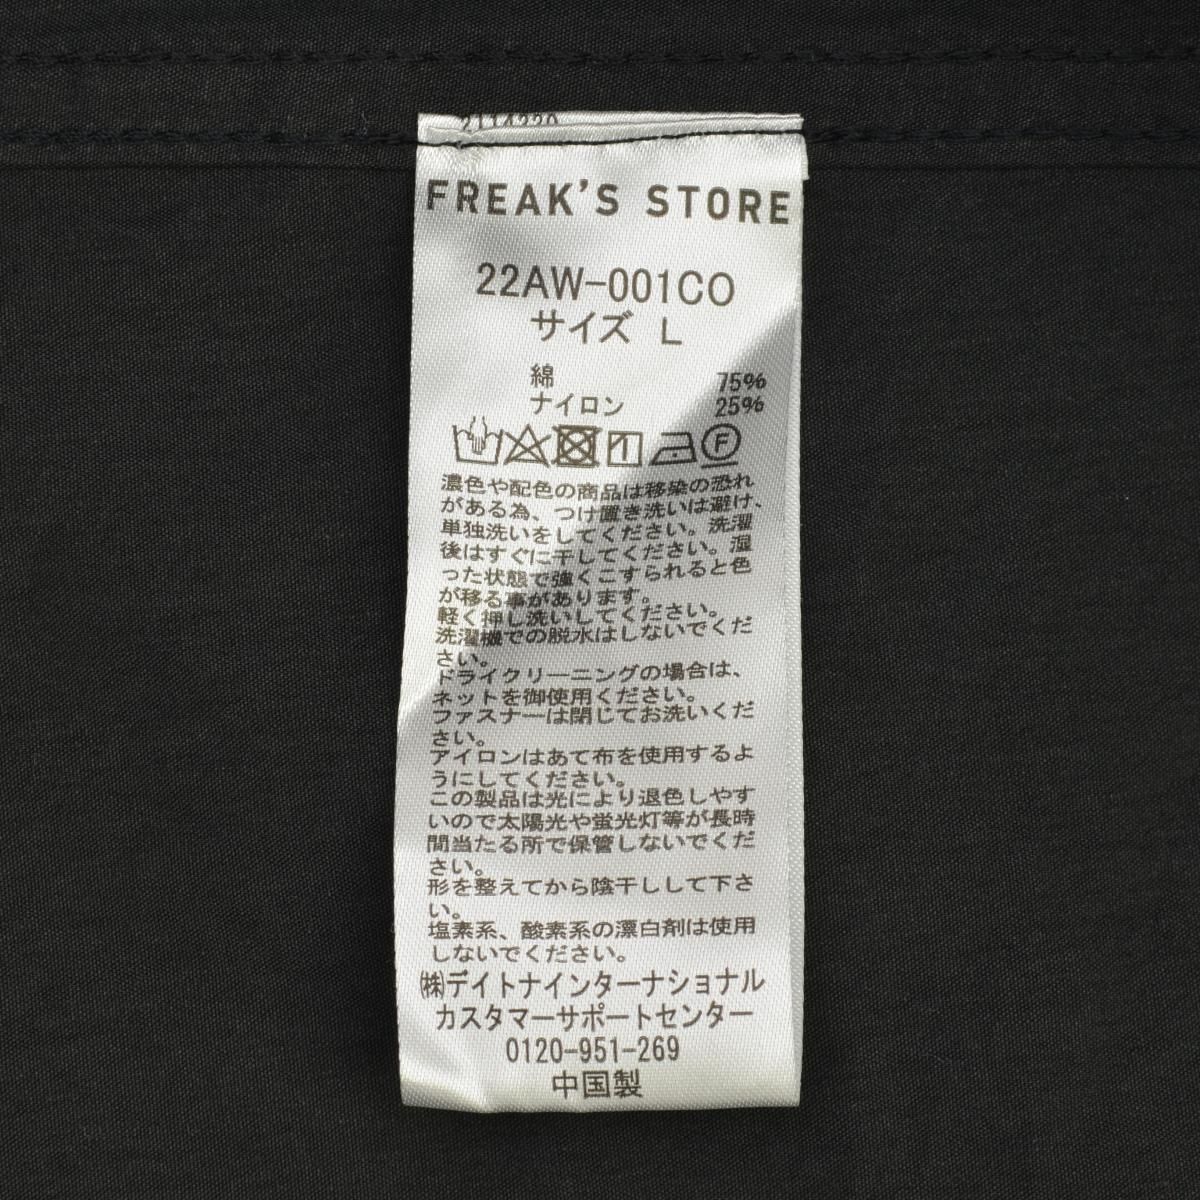 FREAK'S STORE
22AW-001CO
サイズ L
綿 75%
ナイロン 25%
F
濃色や配色の商品は移染の恐れ
がある為、つけ置き洗いは避け、
単独洗いをしてください。洗濯
後はすぐに干してください。湿
った状態で強くこすられると色
が移る事があります。
軽く押し洗いしてください。
洗濯機での脱水はしないでくだ
さい。
ドライクリーニングの場合は、
ネットを御使用ください。
ファスナーは閉じてお洗いくだ
さい。
アイロンはあて布を使用するよ
うにしてください。
この製品は光により退色しやす
いので太陽光や蛍光灯等が長時
間当たる所で保管しないでくだ
さい。
形を整えてから陰干しして下さ
い。
塩素系、酸素系の漂白剤は使用
しないでください。
㈱デイトナインターナショナル
カスタマーサポートセンター
0120-951-269
中国製